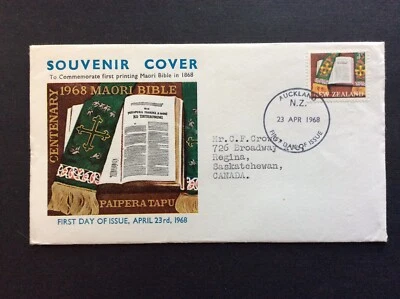 SOUVENIR COVER
To Commemorate first printing Maori Bible in 1868
CENTENARY
1968 MAORI BIBLE
PAIPERA TAPU
FIRST DAY OF ISSUE, APRIL 23rd, 1968
NEW ZEALAND
AUCKLAND
N.Z.
23 APR 1968
FIRST DAY OF ISSUE
Mr. C.F. Crow
726 Broadway
Regina,
Saskatchewan,
CANADA.